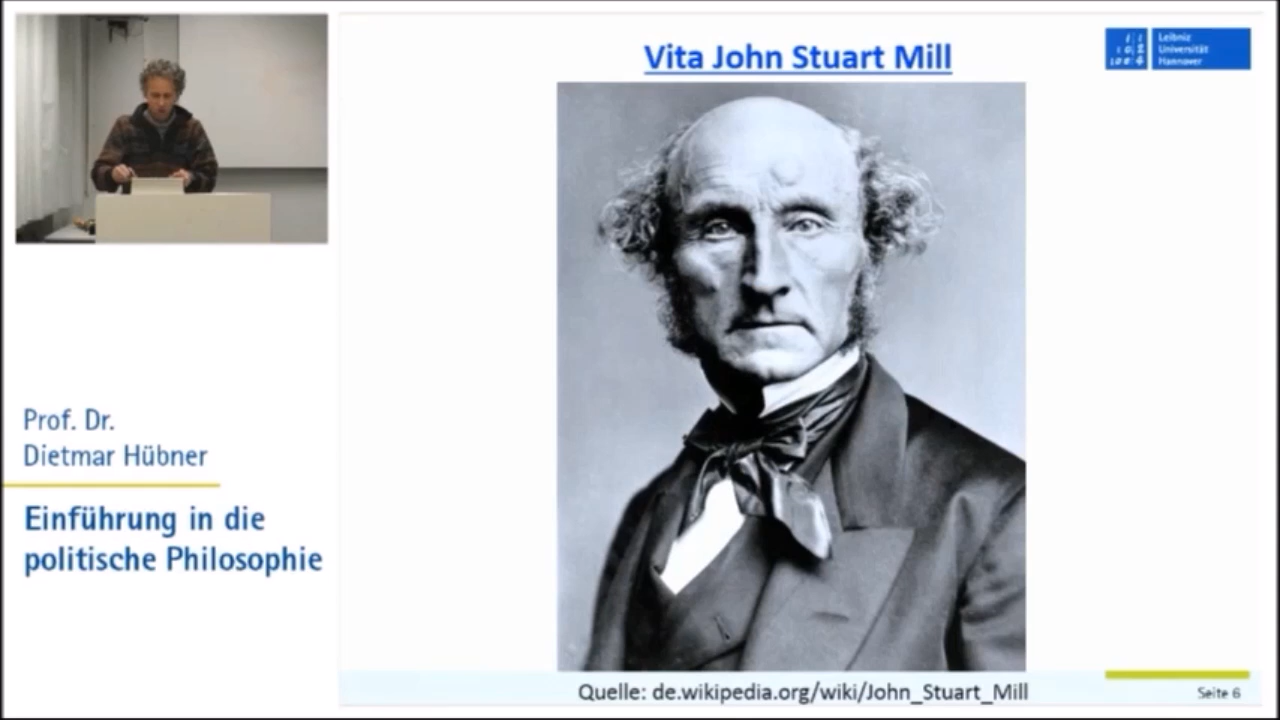 Vita John Stuart Mill
Leibniz
Universität
Hannover
Prof. Dr.
Dietmar Hübner
Einführung in die
politische Philosophie
Quelle: de.wikipedia.org/wiki/John_Stuart_Mill
Seite 6